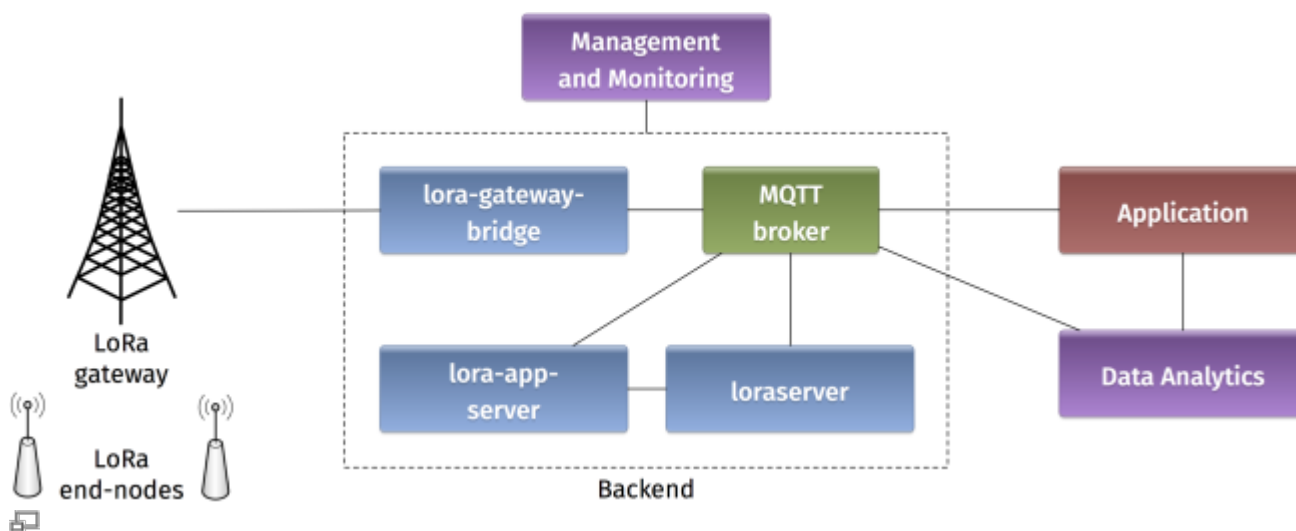 Management
and Monitoring
lora-gateway-
bridge
MQTT
broker
Application
LoRa
gateway
lora-app-
server
loraserver
Data Analytics
LoRa
end-nodes
Backend